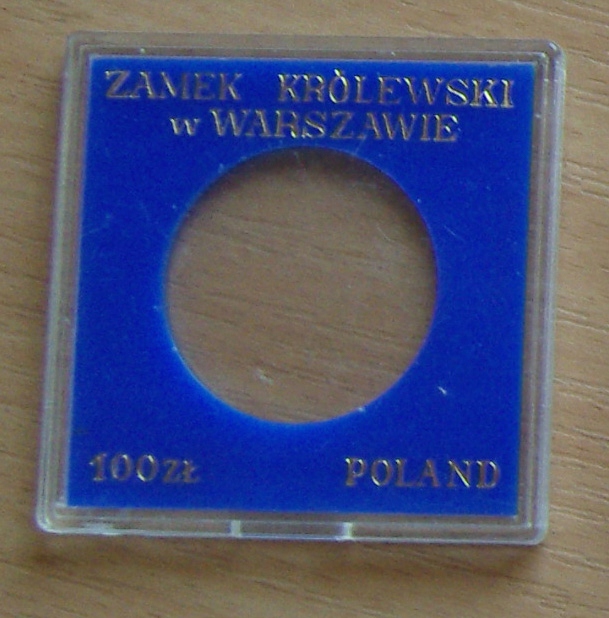 ZAMEK KRÓLEWSKI
w WARSZAWIE
100ZŁ POLAND